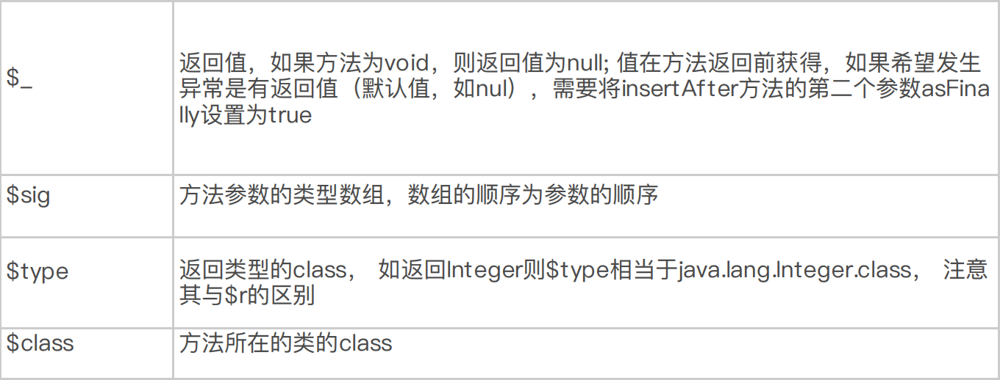 $_
返回值，如果方法为void，则返回值为null; 值在方法返回前获得，如果希望发生
异常是有返回值（默认值，如nul），需要将insertAfter方法的第二个参数asFina
lly设置为true
$sig
方法参数的类型数组，数组的顺序为参数的顺序
$type
返回类型的class， 如返回Integer则$type相当于java.lang.Integer.class， 注意
其与$r的区别
$class
方法所在的类的class